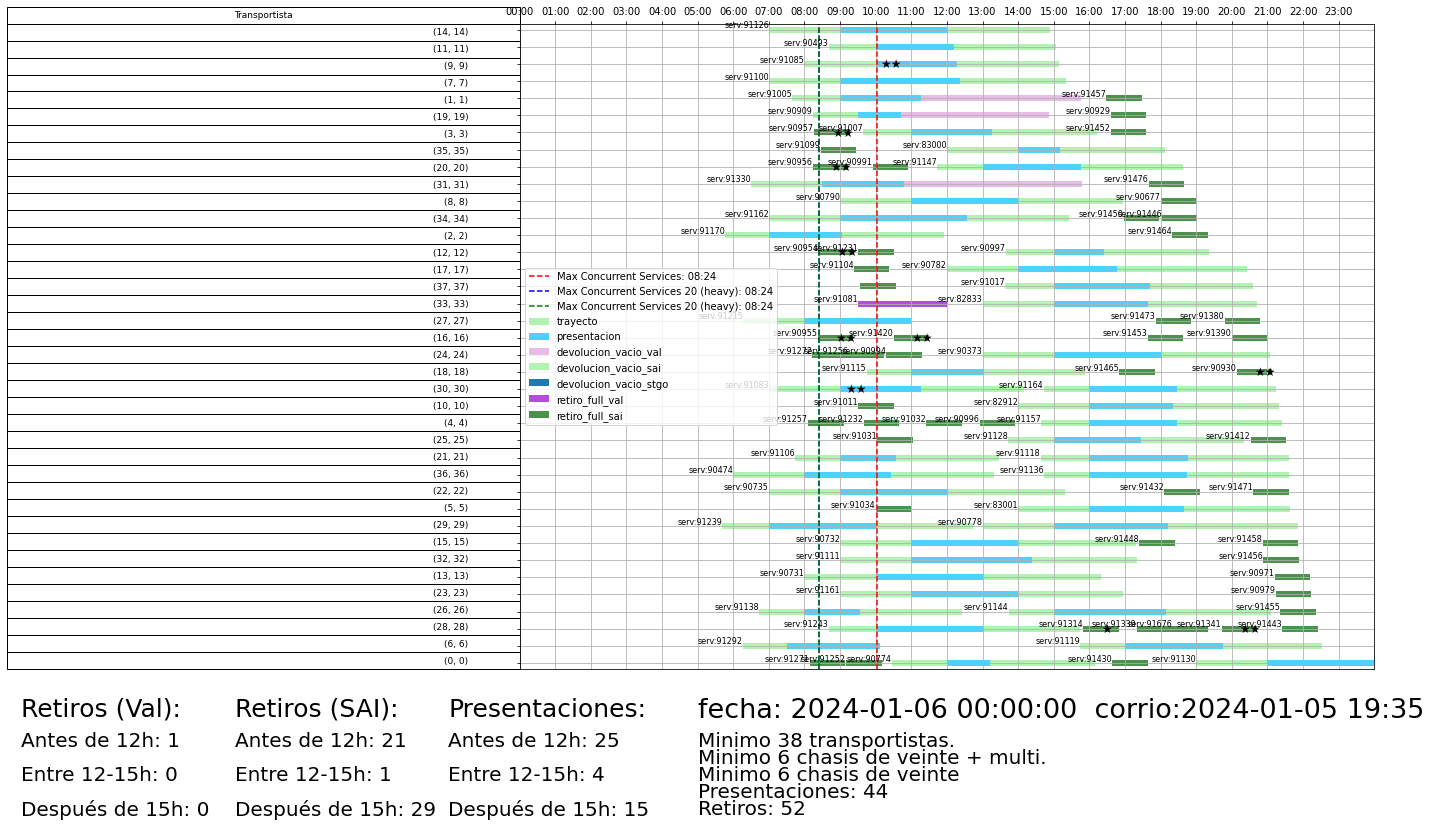 Transportista
00:00 01:00 02:00 03:00 04:00 05:00 06:00 07:00 08:00 09:00 10:00 11:00 12:00 13:00 14:00 15:00 16:00 17:00 18:00 19:00 20:00 21:00 22:00 23:00
(14, 14) serv:91126
(11, 11) serv:90493
(9, 9) serv:91085
(7, 7) serv:91100
(1, 1) serv:91005 serv:91457
(19, 19) serv:90909 serv:90929
(3, 3) serv:90957 serv:91007 serv:91452
(35, 35) serv:91099 serv:83000
(20, 20) serv:90956 serv:90991 serv:91147
(31, 31) serv:91330 serv:91476
(8, 8) serv:90790 serv:90677
(34, 34) serv:91162 serv:91450 serv:91446
(2, 2) serv:91170 serv:91464
(12, 12) serv:90954 serv:91231 serv:90997
(17, 17) serv:91104 serv:90782
(37, 37) serv:91017
(33, 33) serv:91081 serv:82833
(27, 27) serv:91215 serv:91473 serv:91380
(16, 16) serv:90955 serv:91420 serv:91453 serv:91390
(24, 24) serv:90994 serv:90373
(18, 18) serv:91115 serv:91465 serv:90930
(30, 30) serv:91083 serv:91164
(10, 10) serv:91011 serv:82912
(4, 4) serv:91257 serv:91232 serv:91032 serv:90996 serv:91157
(25, 25) serv:91031 serv:91128 serv:91412
(21, 21) serv:91106 serv:91118
(36, 36) serv:90474 serv:91136
(22, 22) serv:90735 serv:91432 serv:91471
(5, 5) serv:91034 serv:83001
(29, 29) serv:91239 serv:90778
(15, 15) serv:90732 serv:91448 serv:91458
(32, 32) serv:91111 serv:91456
(13, 13) serv:90731 serv:90971
(23, 23) serv:91161 serv:90979
(26, 26) serv:91138 serv:91144 serv:91455
(28, 28) serv:91243 serv:91314 serv:91676 serv:91341 serv:91443
(6, 6) serv:91292 serv:91119
(0, 0) serv:91252 serv:90774 serv:91430 serv:91130
Max Concurrent Services: 08:24
Max Concurrent Services 20 (heavy): 08:24
Max Concurrent Services 20 (heavy): 08:24
trayecto
presentacion
devolucion_vacio_val
devolucion_vacio_sai
devolucion_vacio_stgo
retiro_full_val
retiro_full_sai
Retiros (Val):
Antes de 12h: 1
Entre 12-15h: 0
Después de 15h: 0
Retiros (SAI):
Antes de 12h: 21
Entre 12-15h: 1
Después de 15h: 29
Presentaciones:
Antes de 12h: 25
Entre 12-15h: 4
Después de 15h: 15
fecha: 2024-01-06 00:00:00 corrio:2024-01-05 19:35
Minimo 38 transportistas.
Minimo 6 chasis de veinte + multi.
Minimo 6 chasis de veinte
Presentaciones: 44
Retiros: 52